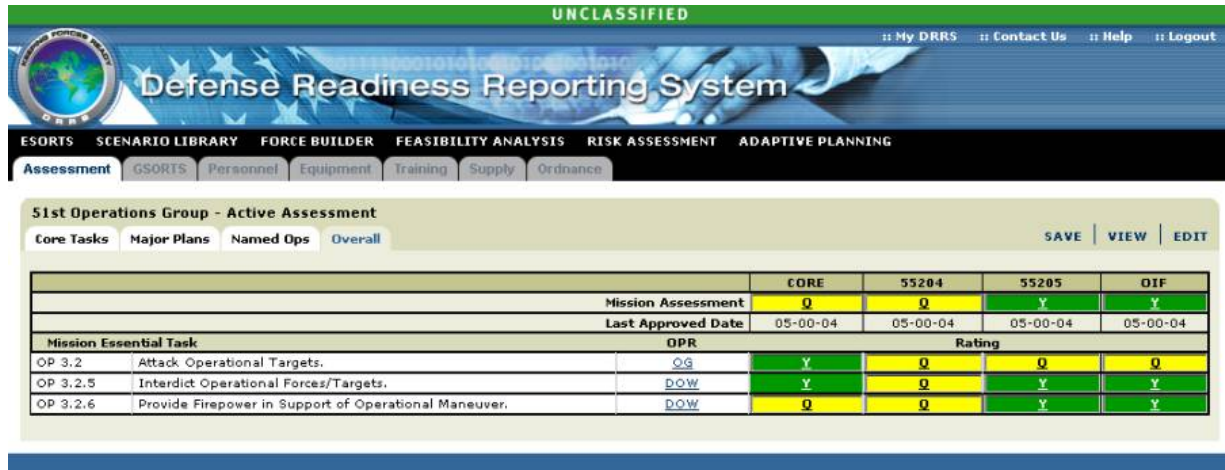 UNCLASSIFIED
:: My DRRS :: Contact Us :: Help :: Logout
KEEPING FORCES READY
DRRS
Defense Readiness Reporting System
ESORTS SCENARIO LIBRARY FORCE BUILDER FEASIBILITY ANALYSIS RISK ASSESSMENT ADAPTIVE PLANNING
Assessment GSORTS Personnel Equipment Training Supply Ordnance
51st Operations Group - Active Assessment
Core Tasks Major Plans Named Ops Overall SAVE | VIEW | EDIT
CORE 55204 55205 OIF
Mission Assessment Q Q Y Y
Last Approved Date 05-00-04 05-00-04 05-00-04 05-00-04
Mission Essential Task OPR Rating
OP 3.2 Attack Operational Targets. OG Y Q Q Q
OP 3.2.5 Interdict Operational Forces/Targets. DOW Y Q Y Y
OP 3.2.6 Provide Firepower in Support of Operational Maneuver. DOW Q Q Y Y